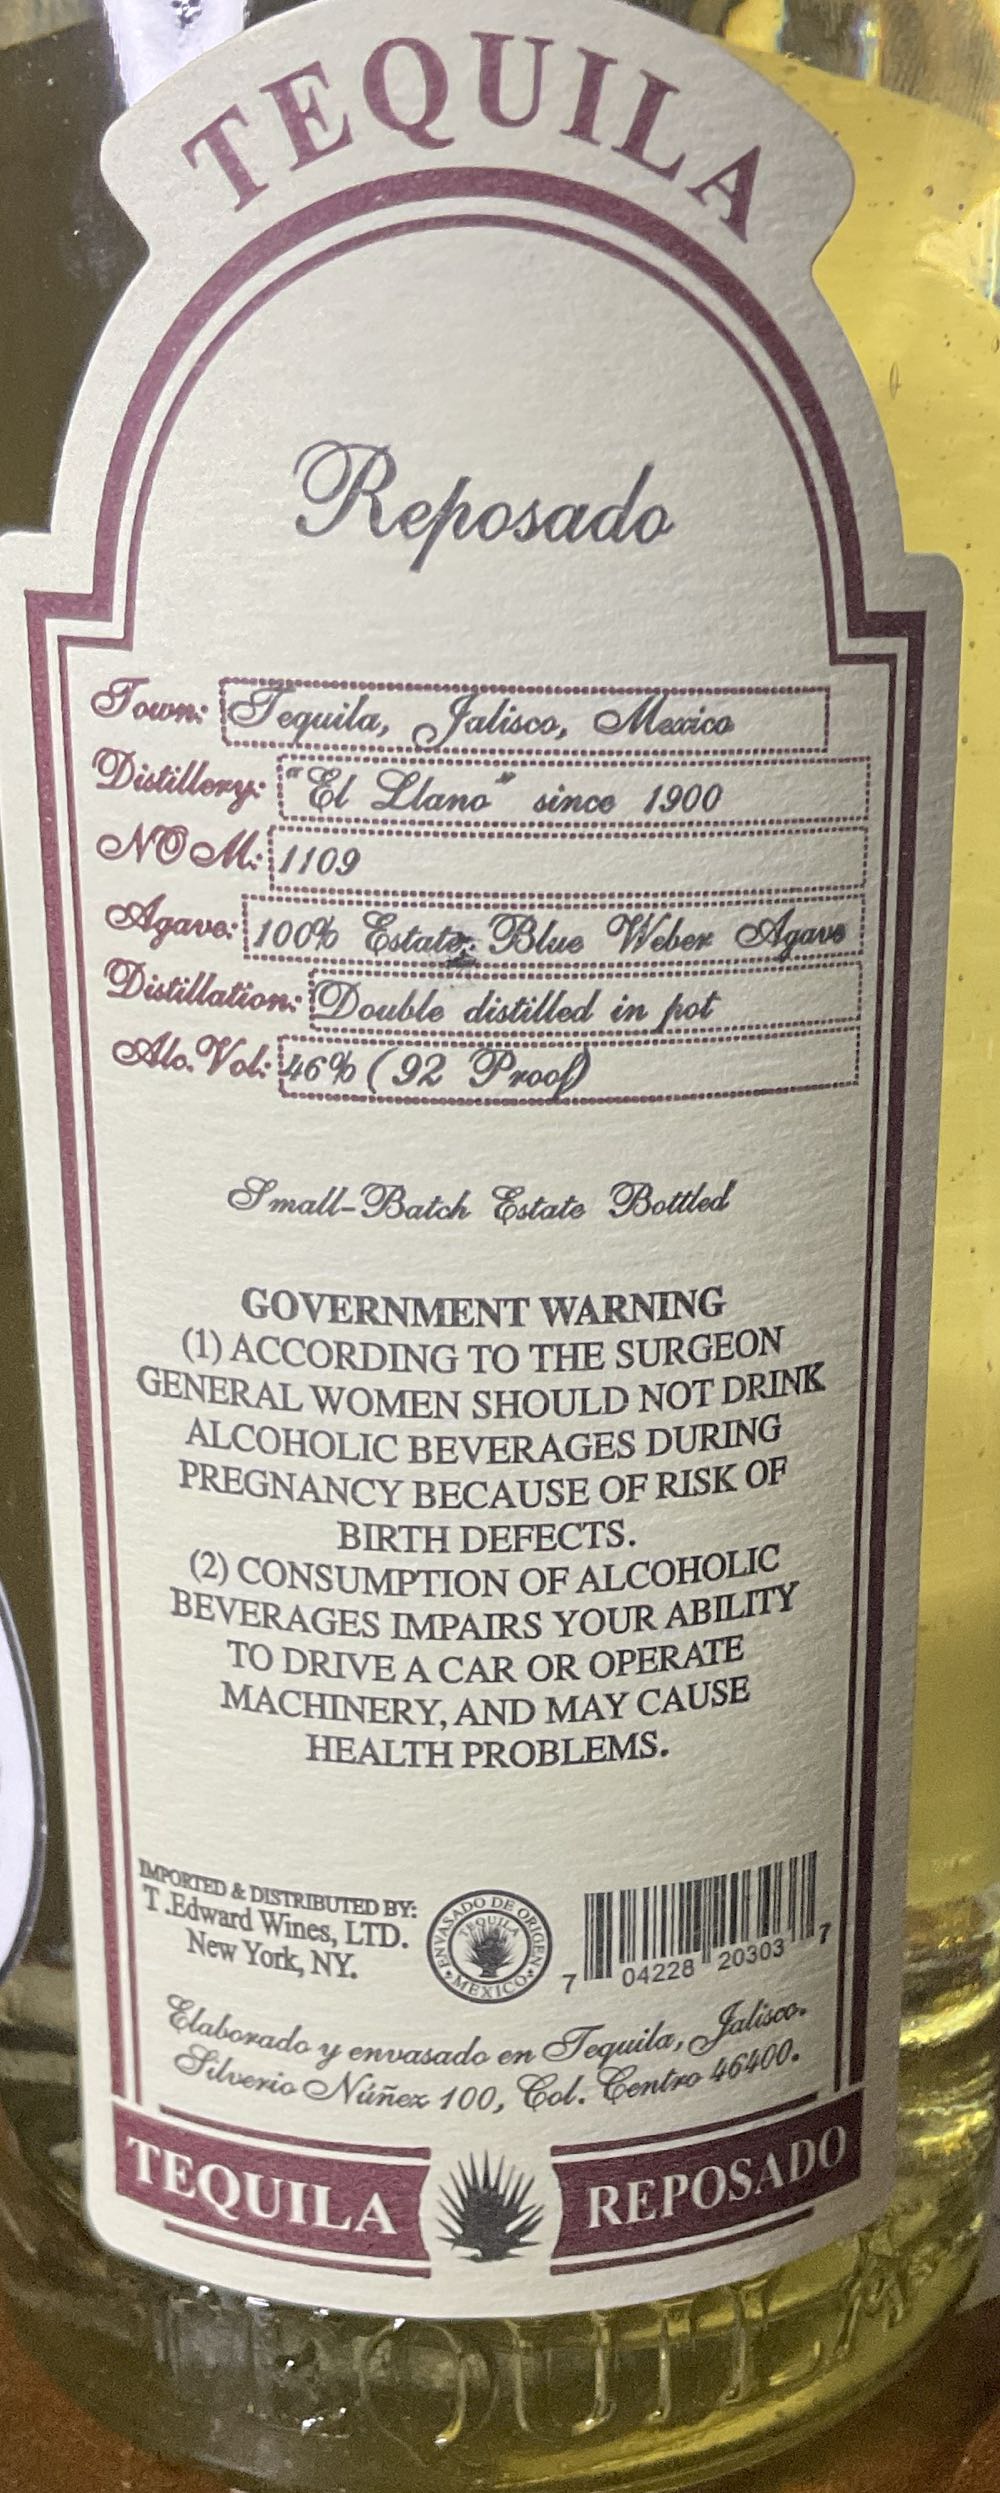 TEQUILA
Reposado
Town: Tequila, Jalisco, Mexico
Distillery: "El Llano" since 1900
NOM: 1109
Agave: 100% Estate Blue Weber Agave
Distillation: Double distilled in pot
Alc. Vol: 46% (92 Proof)
Small-Batch Estate Bottled
GOVERNMENT WARNING
(1) ACCORDING TO THE SURGEON
GENERAL WOMEN SHOULD NOT DRINK
ALCOHOLIC BEVERAGES DURING
PREGNANCY BECAUSE OF RISK OF
BIRTH DEFECTS.
(2) CONSUMPTION OF ALCOHOLIC
BEVERAGES IMPAIRS YOUR ABILITY
TO DRIVE A CAR OR OPERATE
MACHINERY, AND MAY CAUSE
HEALTH PROBLEMS.
IMPORTED & DISTRIBUTED BY:
T.Edward Wines, LTD.
New York, NY.
ENVASADO DE ORIGEN
TEQUILA
MEXICO
7 04228 20303 7
Elaborado y envasado en Tequila, Jalisco.
Silverio Núñez 100, Col. Centro 46400.
TEQUILA REPOSADO